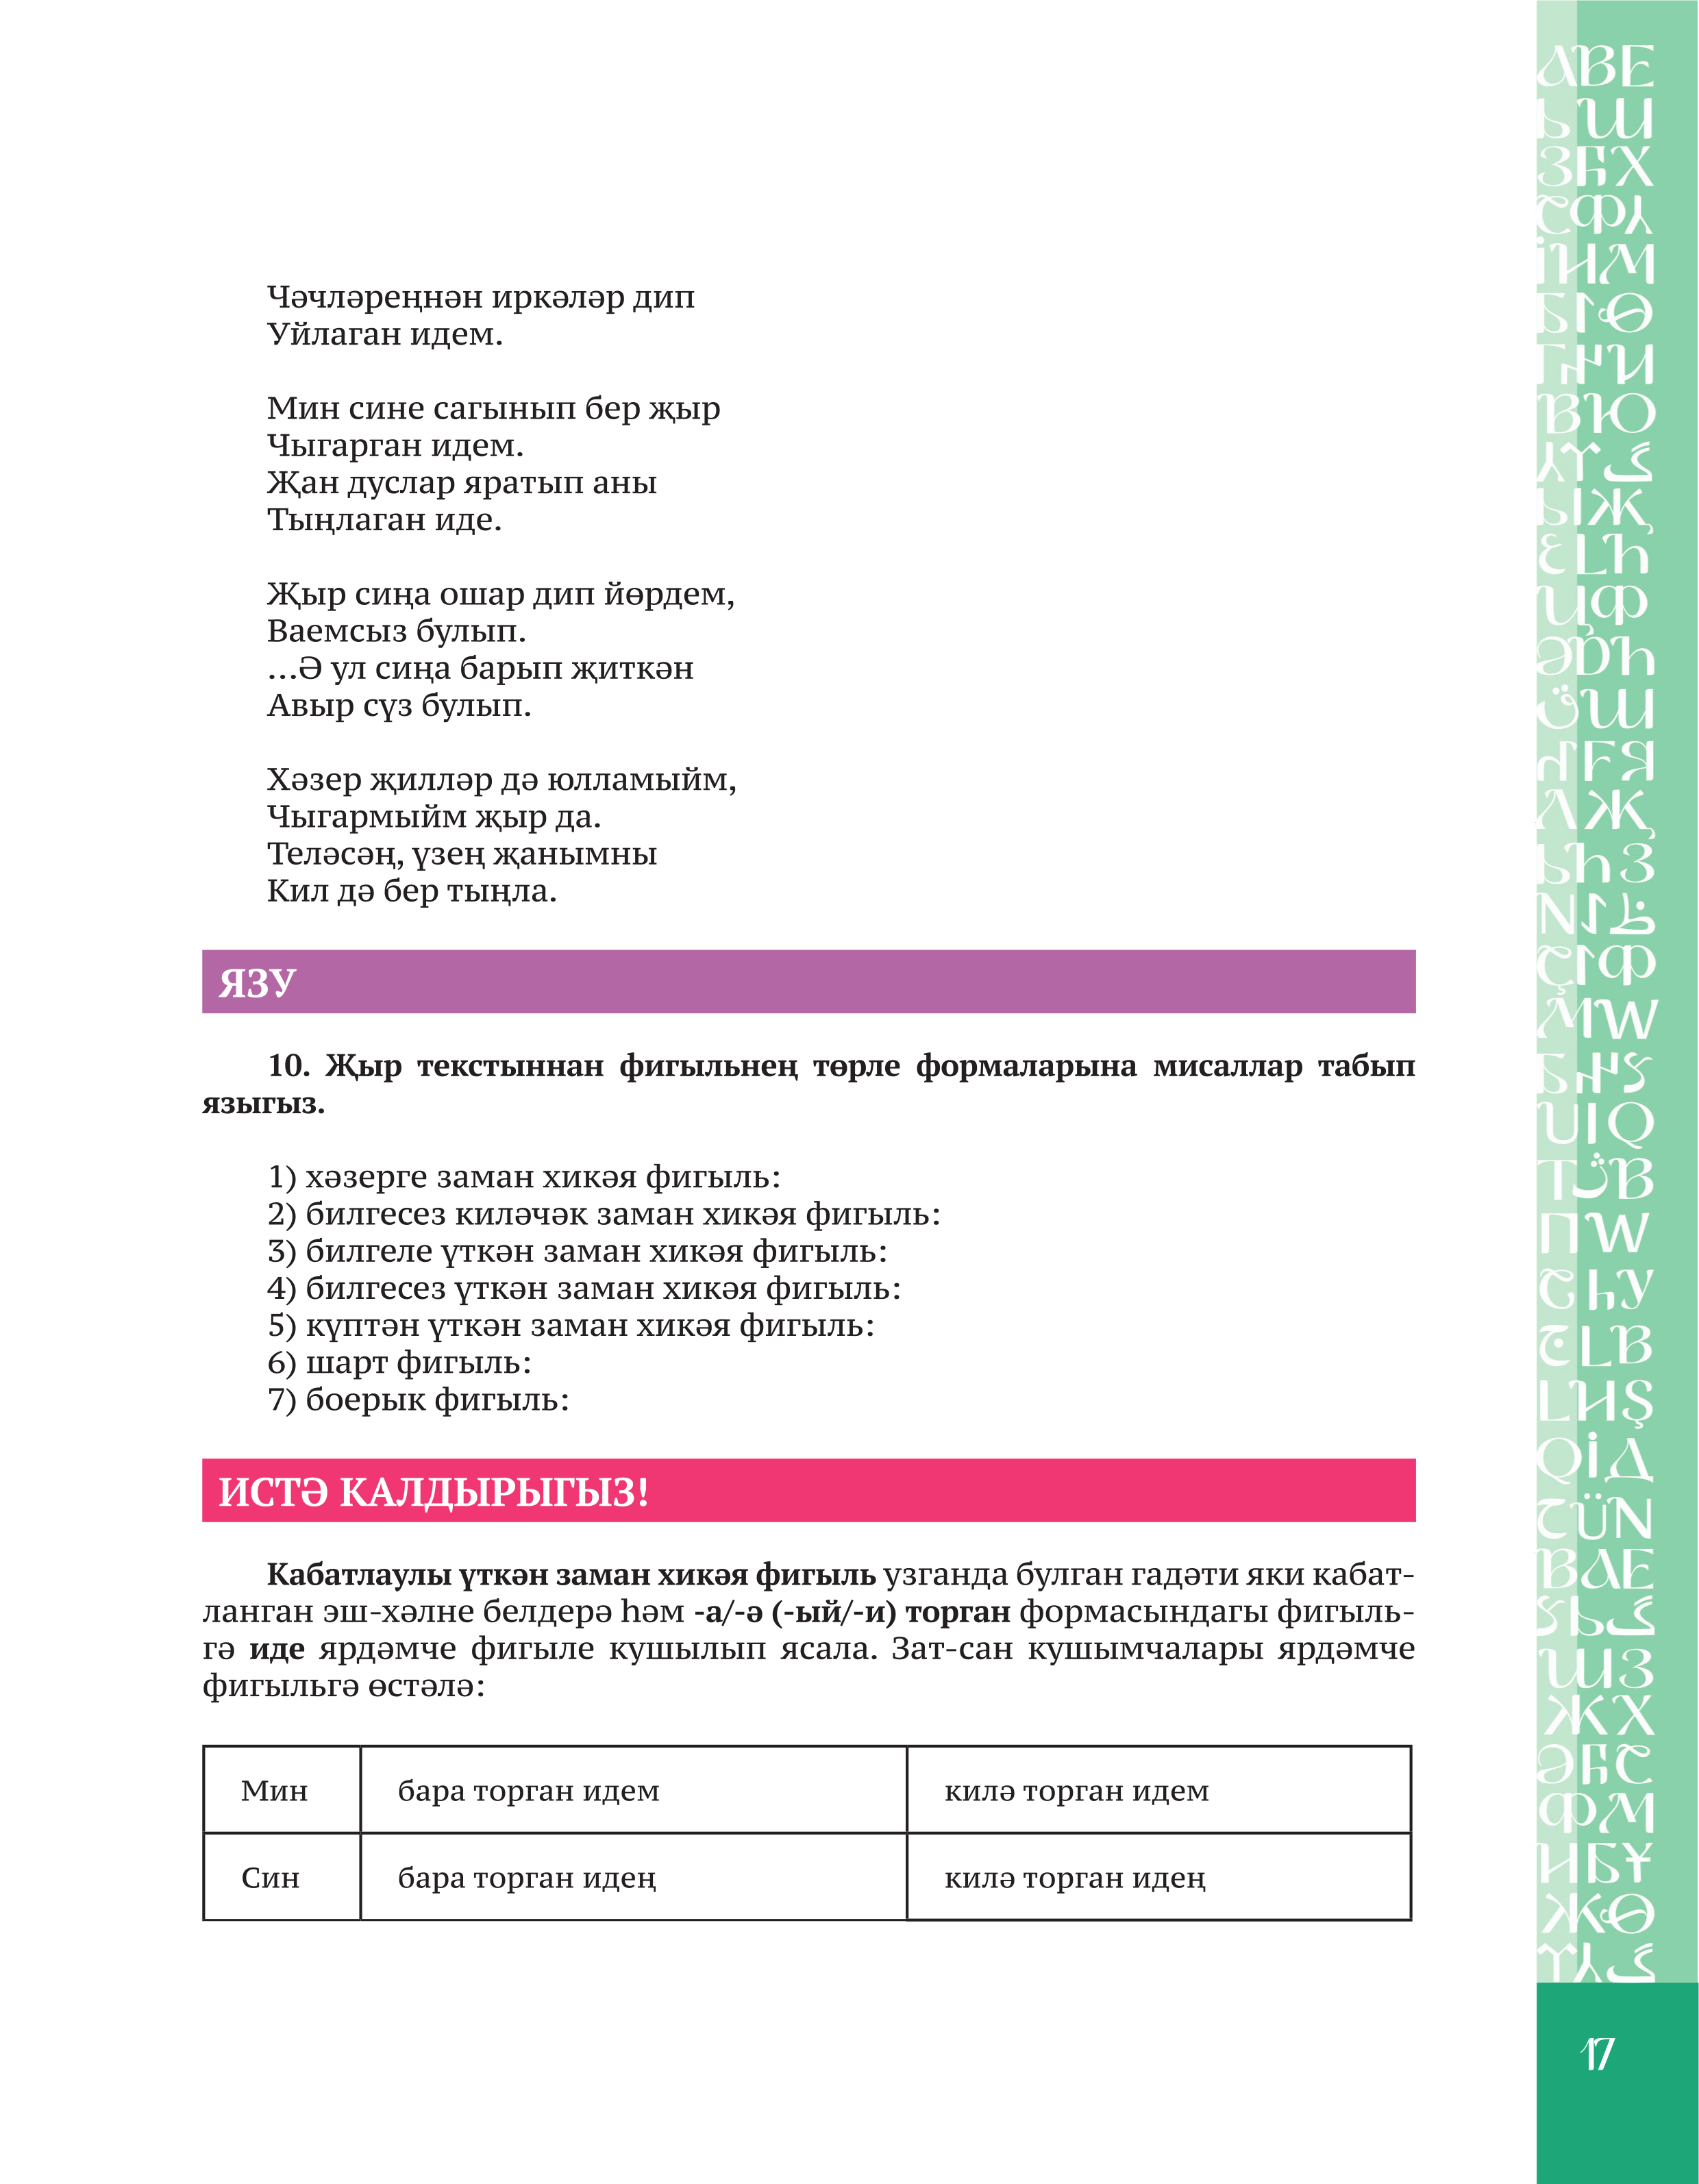 Чәчләреңнән иркәләр дип
Уйлаган идем.
Мин сине сагынып бер җыр
Чыгарган идем.
Җан дуслар яратып аны
Тыңлаган иде.
Җыр сиңа ошар дип йөрдем,
Ваемсыз булып.
...Ә ул сиңа барып җиткән
Авыр сүз булып.
Хәзер җилләр дә юлламыйм,
Чыгармыйм җыр да.
Теләсәң, үзең җанымны
Кил дә бер тыңла.
ЯЗУ
10. Җыр текстыннан фигыльнең төрле формаларына мисаллар табып
языгыз.
1) хәзерге заман хикәя фигыль:
2) билгесез киләчәк заман хикәя фигыль:
3) билгеле үткән заман хикәя фигыль:
4) билгесез үткән заман хикәя фигыль:
5) күптән үткән заман хикәя фигыль:
6) шарт фигыль:
7) боерык фигыль:
ИСТӘ КАЛДЫРЫГЫЗ!
Кабатлаулы үткән заман хикәя фигыль узганда булган гадәти яки кабат-
ланган эш-хәлне белдерә һәм -а/-ә (-ый/-и) торган формасындагы фигыль-
гә иде ярдәмче фигыле кушылып ясала. Зат-сан кушымчалары ярдәмче
фигыльгә өстәлә:
Мин бара торган идем килә торган идем
Син бара торган идең килә торган идең
17